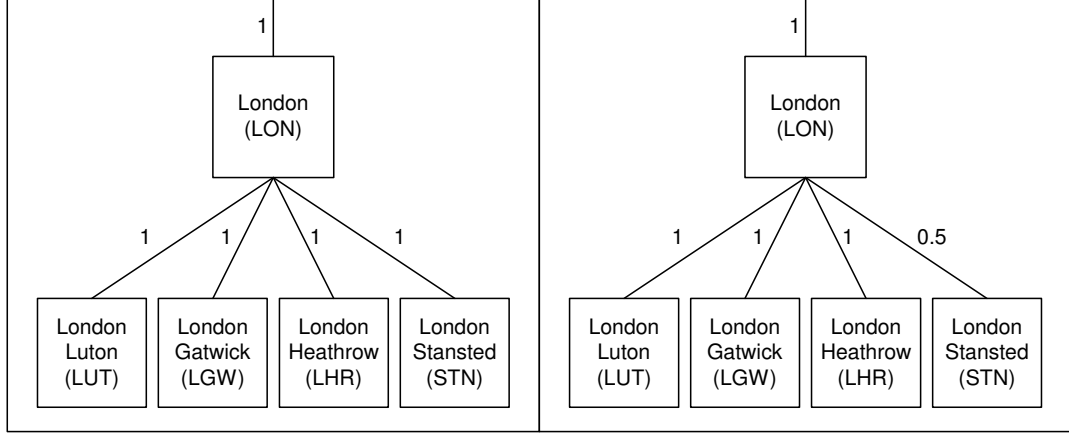 1
London
(LON)
1 1 1 1
London
Luton
(LUT)
London
Gatwick
(LGW)
London
Heathrow
(LHR)
London
Stansted
(STN)
1
London
(LON)
1 1 1 0.5
London
Luton
(LUT)
London
Gatwick
(LGW)
London
Heathrow
(LHR)
London
Stansted
(STN)